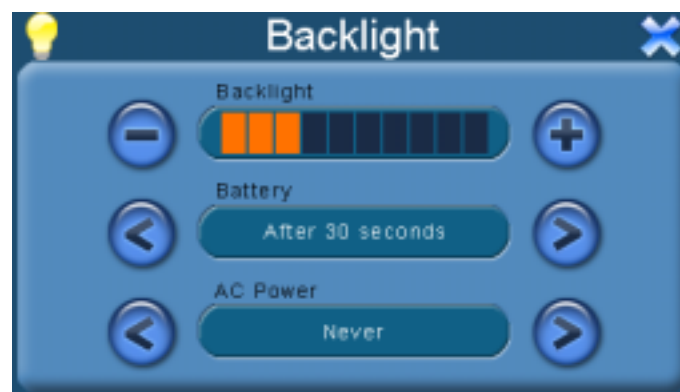 Backlight
Backlight
Battery
After 30 seconds
AC Power
Never